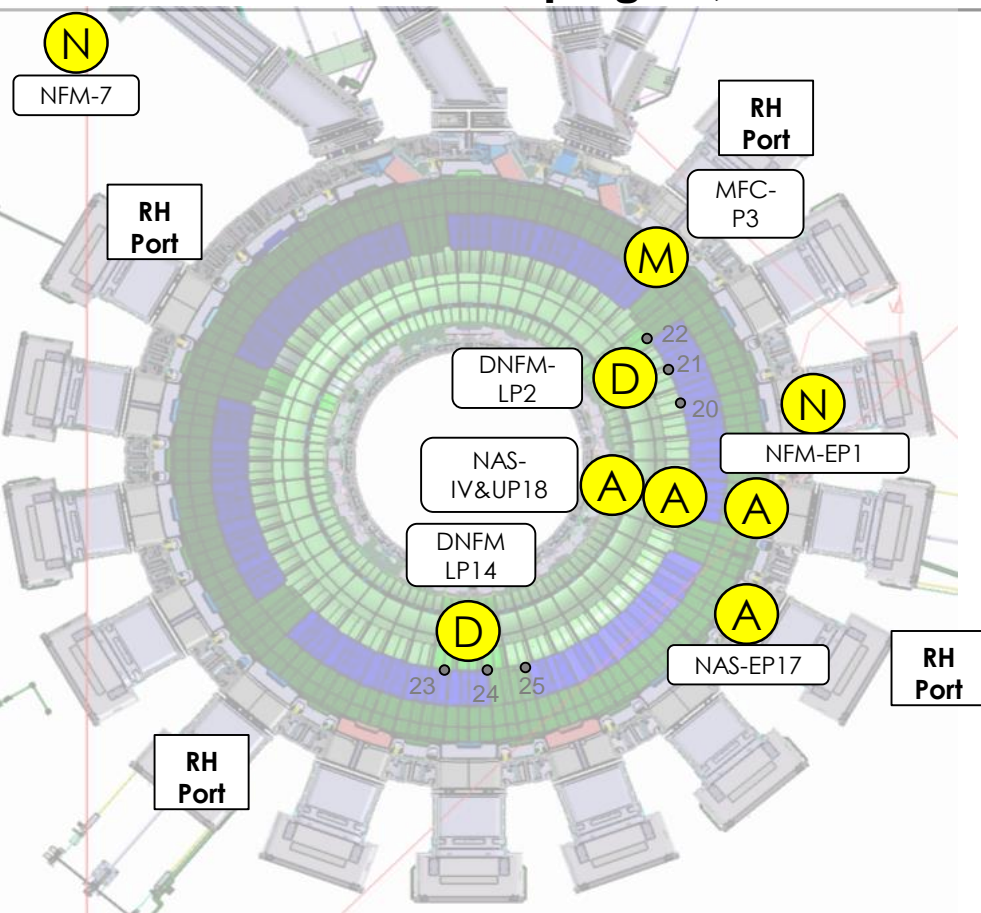 N
NFM-7
RH
Port
MFC-
P3
RH
Port
M
22
DNFM-
LP2
D
21
20
N
NFM-EP1
NAS-
IV&UP18
A
A
A
DNFM
LP14
D
A
NAS-EP17
23
24
25
RH
Port
RH
Port